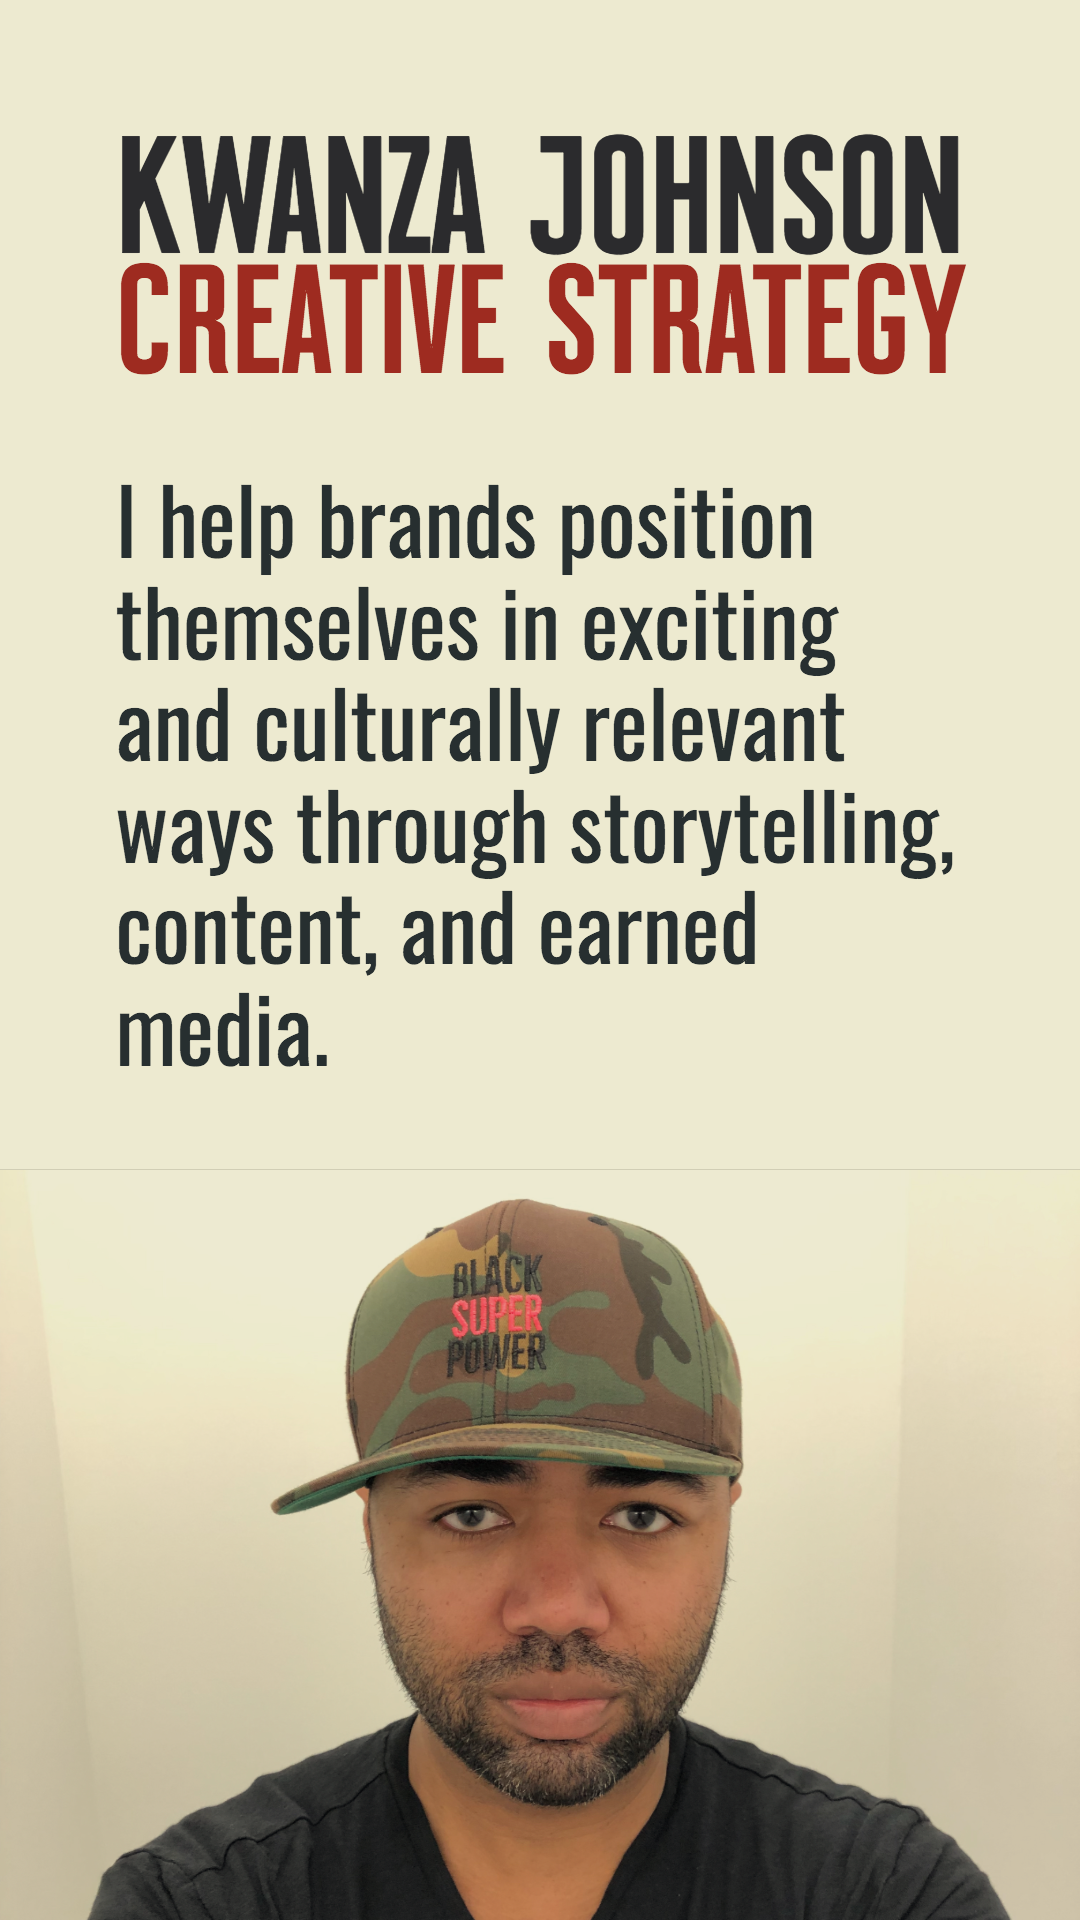 KWANZA JOHNSON
CREATIVE STRATEGY
I help brands position
themselves in exciting
and culturally relevant
ways through storytelling,
content, and earned
media.
BLACK
SUPER
POWER